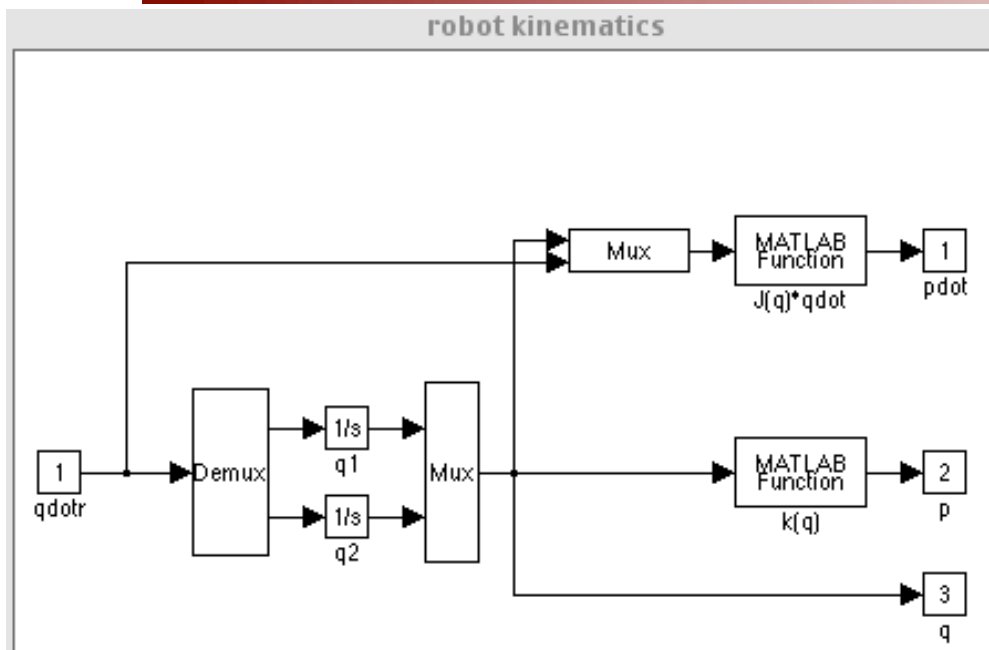 robot kinematics
Mux
MATLAB
Function
J(q)*qdot
1
pdot
1
qdotr
Demux
1/s
q1
1/s
q2
Mux
MATLAB
Function
k(q)
2
p
3
q